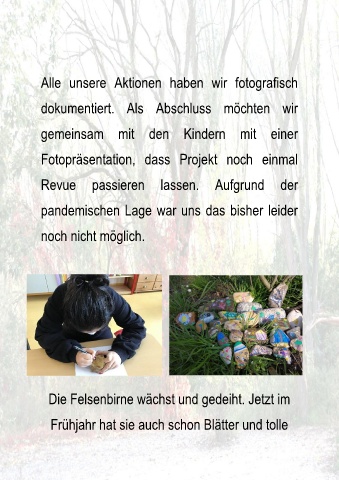 Alle unsere Aktionen haben wir fotografisch
dokumentiert. Als Abschluss möchten wir
gemeinsam mit den Kindern mit einer
Fotopräsentation, dass Projekt noch einmal
Revue passieren lassen. Aufgrund der
pandemischen Lage war uns das bisher leider
noch nicht möglich.
Die Felsenbirne wächst und gedeiht. Jetzt im
Frühjahr hat sie auch schon Blätter und tolle